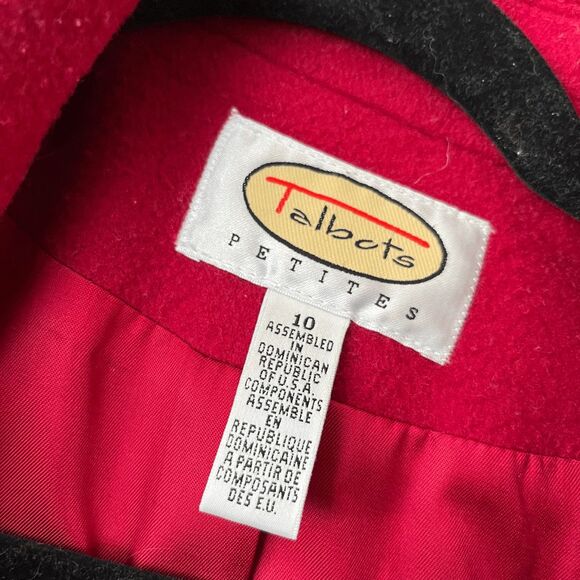 Talbots
PETITES
10
ASSEMBLED
IN
DOMINICAN
REPUBLIC
OF U.S.A.
COMPONENTS
ASSEMBLE
EN
REPUBLIQUE
DOMINICAINE
A PARTIR DE
COMPOSANTS
DES E.U.